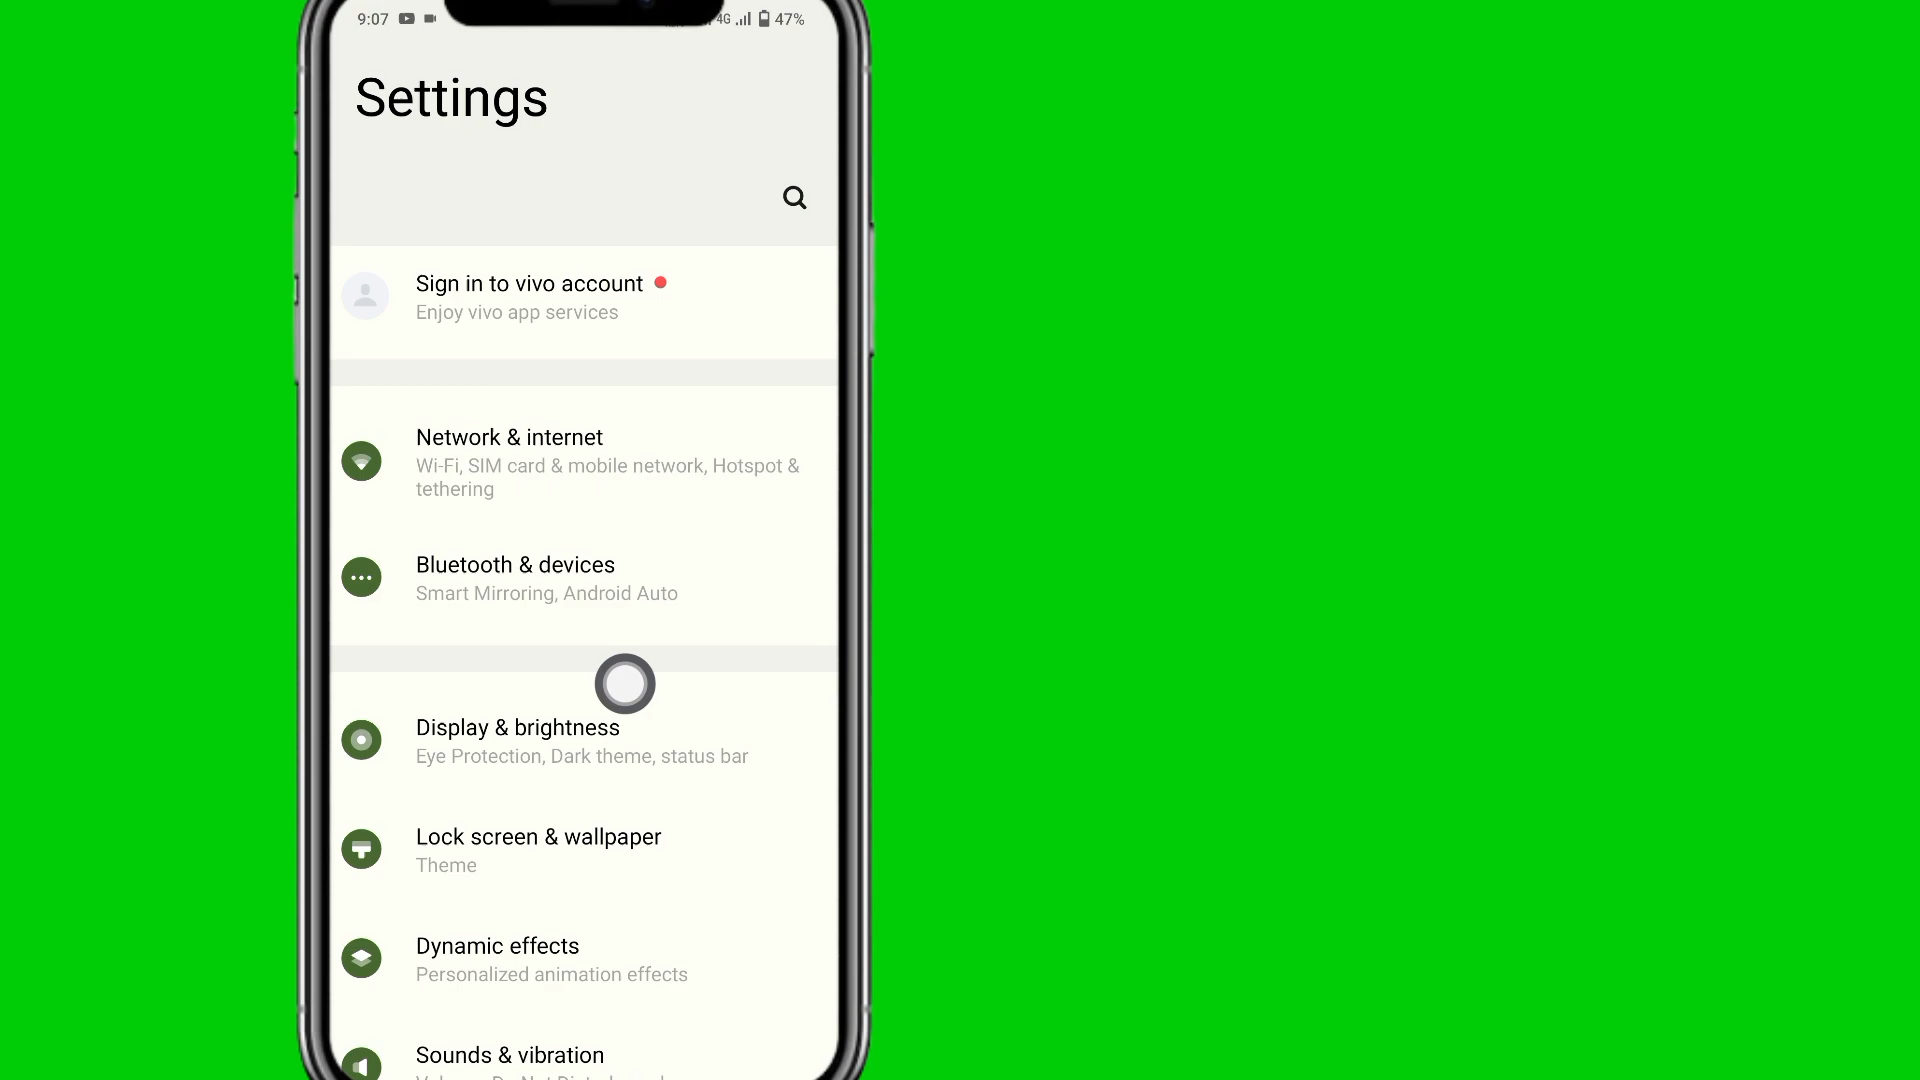 9:07
4G
47%
Settings
Sign in to vivo account
Enjoy vivo app services
Network & internet
Wi-Fi, SIM card & mobile network, Hotspot &
tethering
Bluetooth & devices
Smart Mirroring, Android Auto
Display & brightness
Eye Protection, Dark theme, status bar
Lock screen & wallpaper
Theme
Dynamic effects
Personalized animation effects
Sounds & vibration